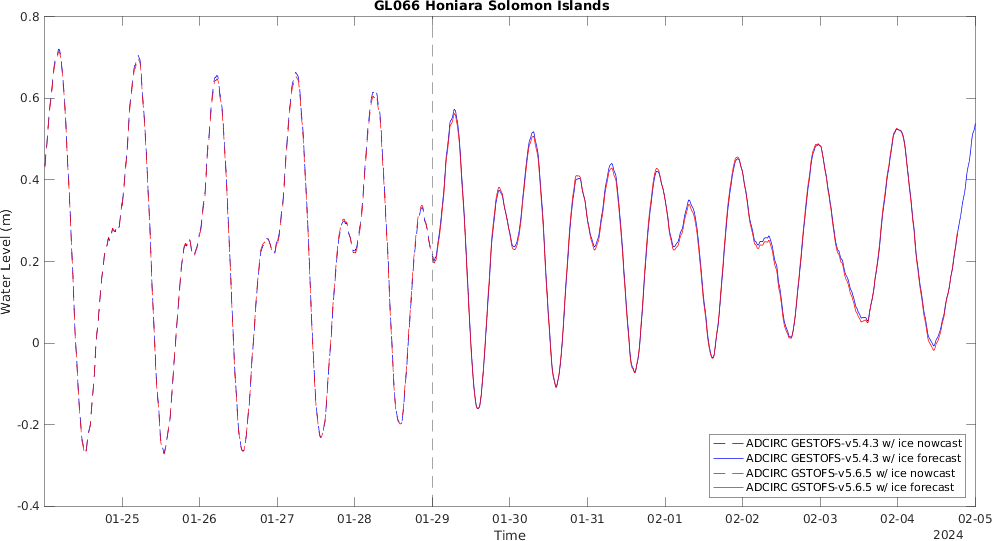 GL066 Honiara Solomon Islands
0.8
0.6
0.4
0.2
0
-0.2
-0.4
Water Level (m)
ADCIRC GESTOFS-v5.4.3 w/ ice nowcast
ADCIRC GESTOFS-v5.4.3 w/ ice forecast
ADCIRC GSTOFS-v5.6.5 w/ ice nowcast
ADCIRC GSTOFS-v5.6.5 w/ ice forecast
01-25 01-26 01-27 01-28 01-29 01-30 01-31 02-01 02-02 02-03 02-04 02-05
Time
2024